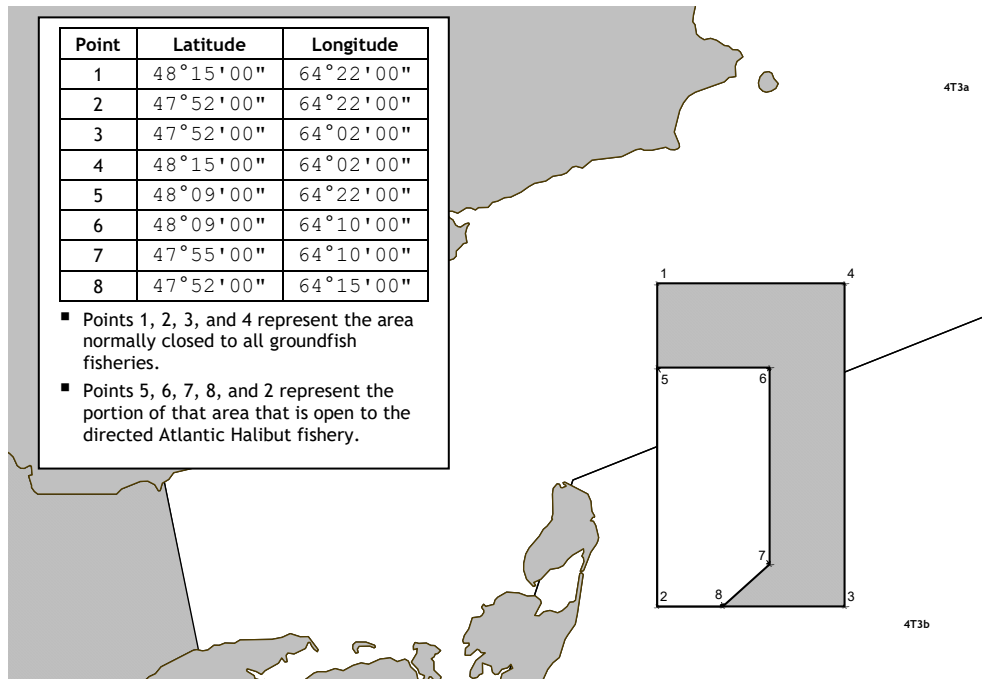 Point Latitude Longitude
1 48°15'00" 64°22'00"
2 47°52'00" 64°22'00"
3 47°52'00" 64°02'00"
4 48°15'00" 64°02'00"
5 48°09'00" 64°22'00"
6 48°09'00" 64°10'00"
7 47°55'00" 64°10'00"
8 47°52'00" 64°15'00"
▪ Points 1, 2, 3, and 4 represent the area
normally closed to all groundfish
fisheries.
▪ Points 5, 6, 7, 8, and 2 represent the
portion of that area that is open to the
directed Atlantic Halibut fishery.
4T3a
1 4
5 6
7
2 8 3
4T3b